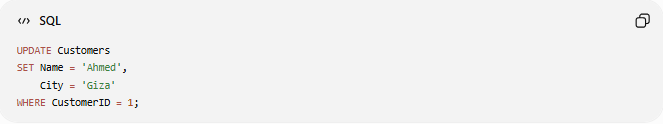 SQL
UPDATE Customers
SET Name = 'Ahmed',
    City = 'Giza'
WHERE CustomerID = 1;